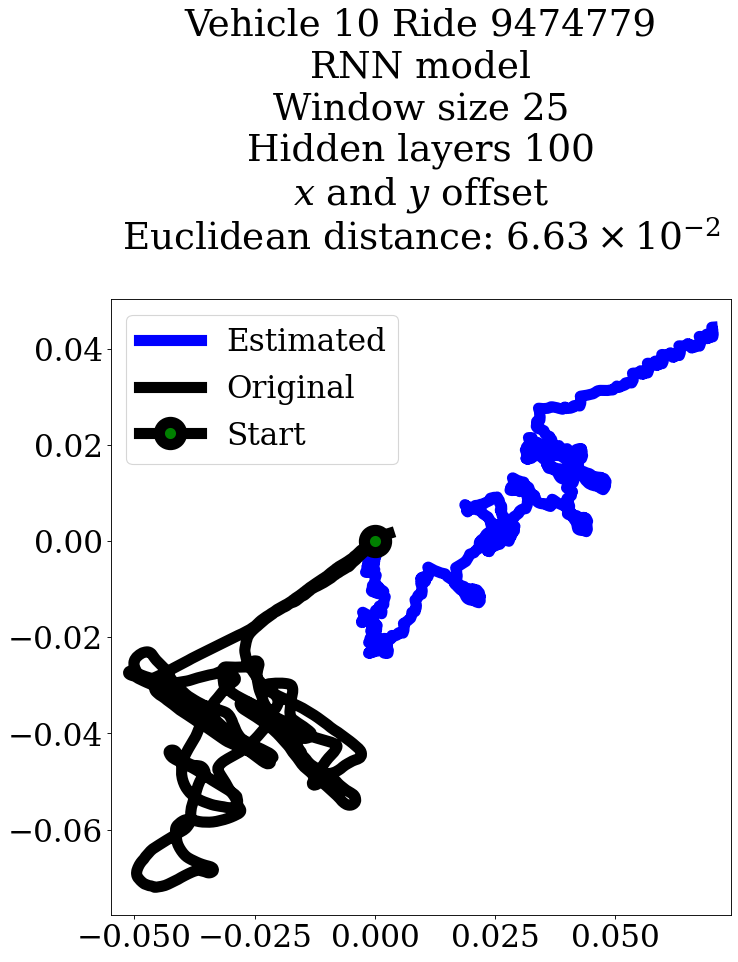 Vehicle 10 Ride 9474779
RNN model
Window size 25
Hidden layers 100
x and y offset
Euclidean distance: 6.63 × 10⁻²
Estimated
Original
Start
0.04
0.02
0.00
−0.02
−0.04
−0.06
−0.050 −0.025 0.000 0.025 0.050